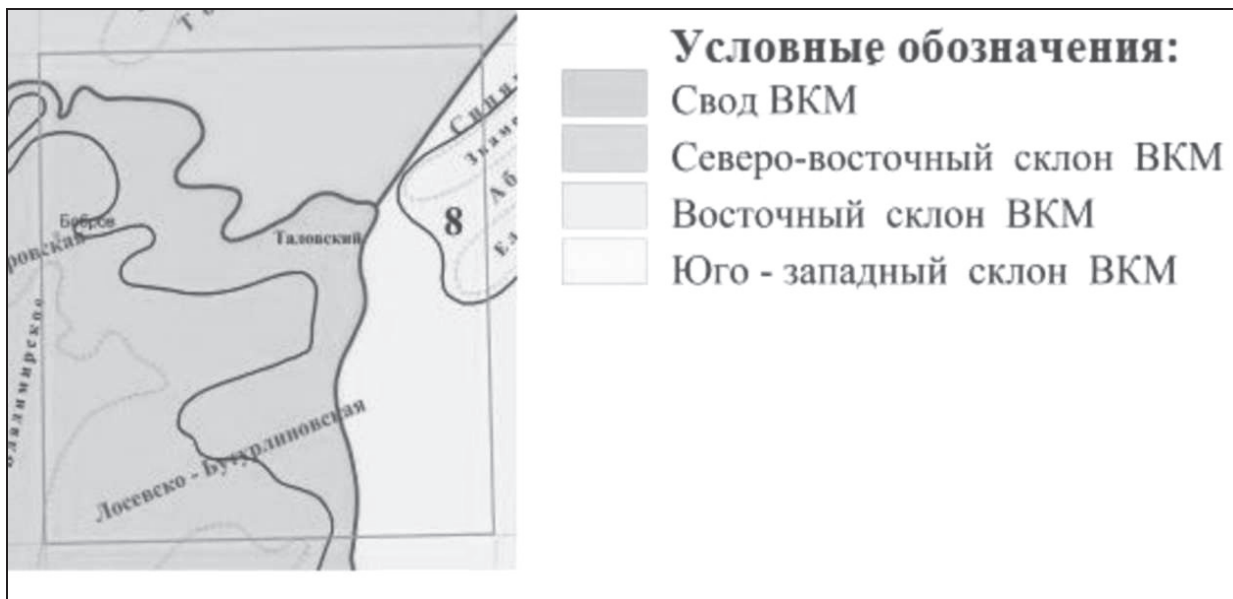 Условные обозначения:
Свод ВКМ
Северо-восточный склон ВКМ
Восточный склон ВКМ
Юго - западный склон ВКМ
Бобров
ровская
Таловский
8
Лосевско - Бутурлиновская